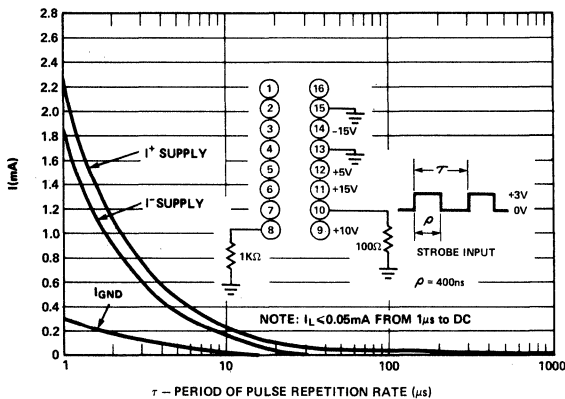 2.8
2.6
2.4
2.2
2.0
1.8
1.6
1.4
1.2
1.0
0.8
0.6
0.4
0.2
0
I(mA)
I+ SUPPLY
I- SUPPLY
IGND
1
2
3
4
5
6
7
8
1KΩ
16
15
14 -15V
13
12 +5V
11 +15V
10
9 +10V
100Ω
τ
+3V
0V
ρ
STROBE INPUT
ρ = 400ns
NOTE: IL<0.05mA FROM 1μs to DC
1 10 100 1000
τ – PERIOD OF PULSE REPETITION RATE (μs)